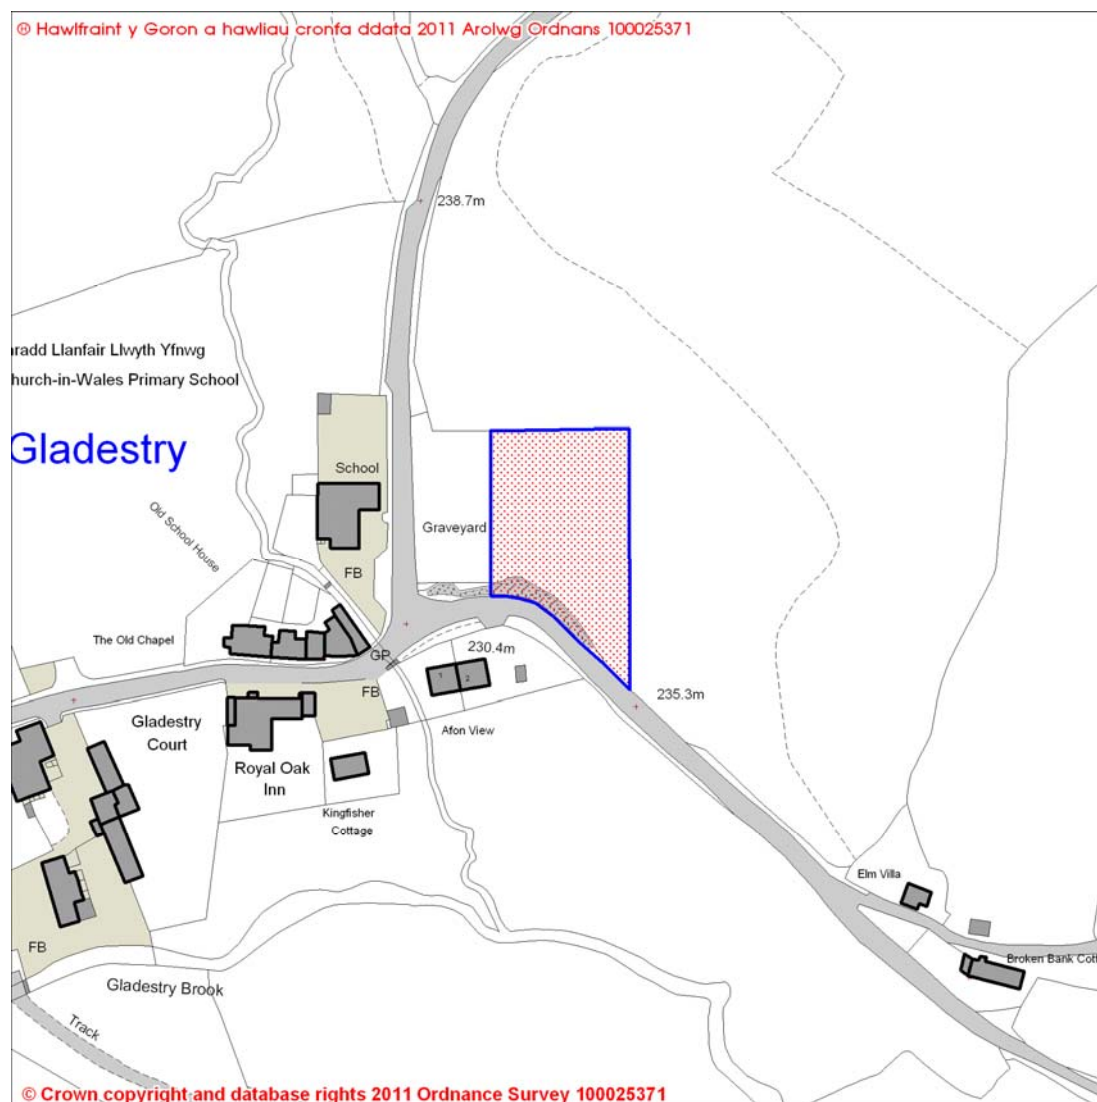 ® Hawlfraint y Goron a hawliau cronfa ddata 2011 Arolwg Ordnans 100025371
238.7m
aradd Llanfair Llwyth Yfnwg
hurch-in-Wales Primary School
Gladestry
School
Old School House
Graveyard
FB
The Old Chapel
GP
230.4m
1
2
FB
235.3m
Gladestry
Court
Afon View
Royal Oak
Inn
Kingfisher
Cottage
Elm Villa
FB
Broken Bank Cott
Gladestry Brook
Track
© Crown copyright and database rights 2011 Ordnance Survey 100025371